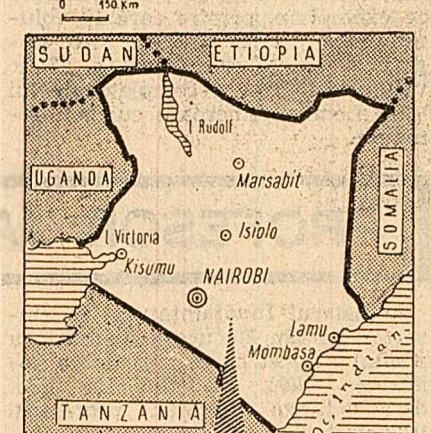 0 150 Km
SUDAN ETIOPIA
l Rudolf
UGANDA
Marsabit
SOMALIA
Isiolo
l Victoria
Kisumu
NAIROBI
Lamu
Mombasa
Oc. Indian
TANZANIA